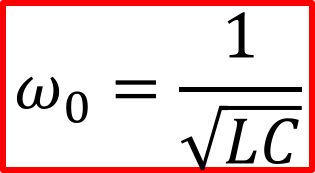 ω₀ = 1/√(LC)